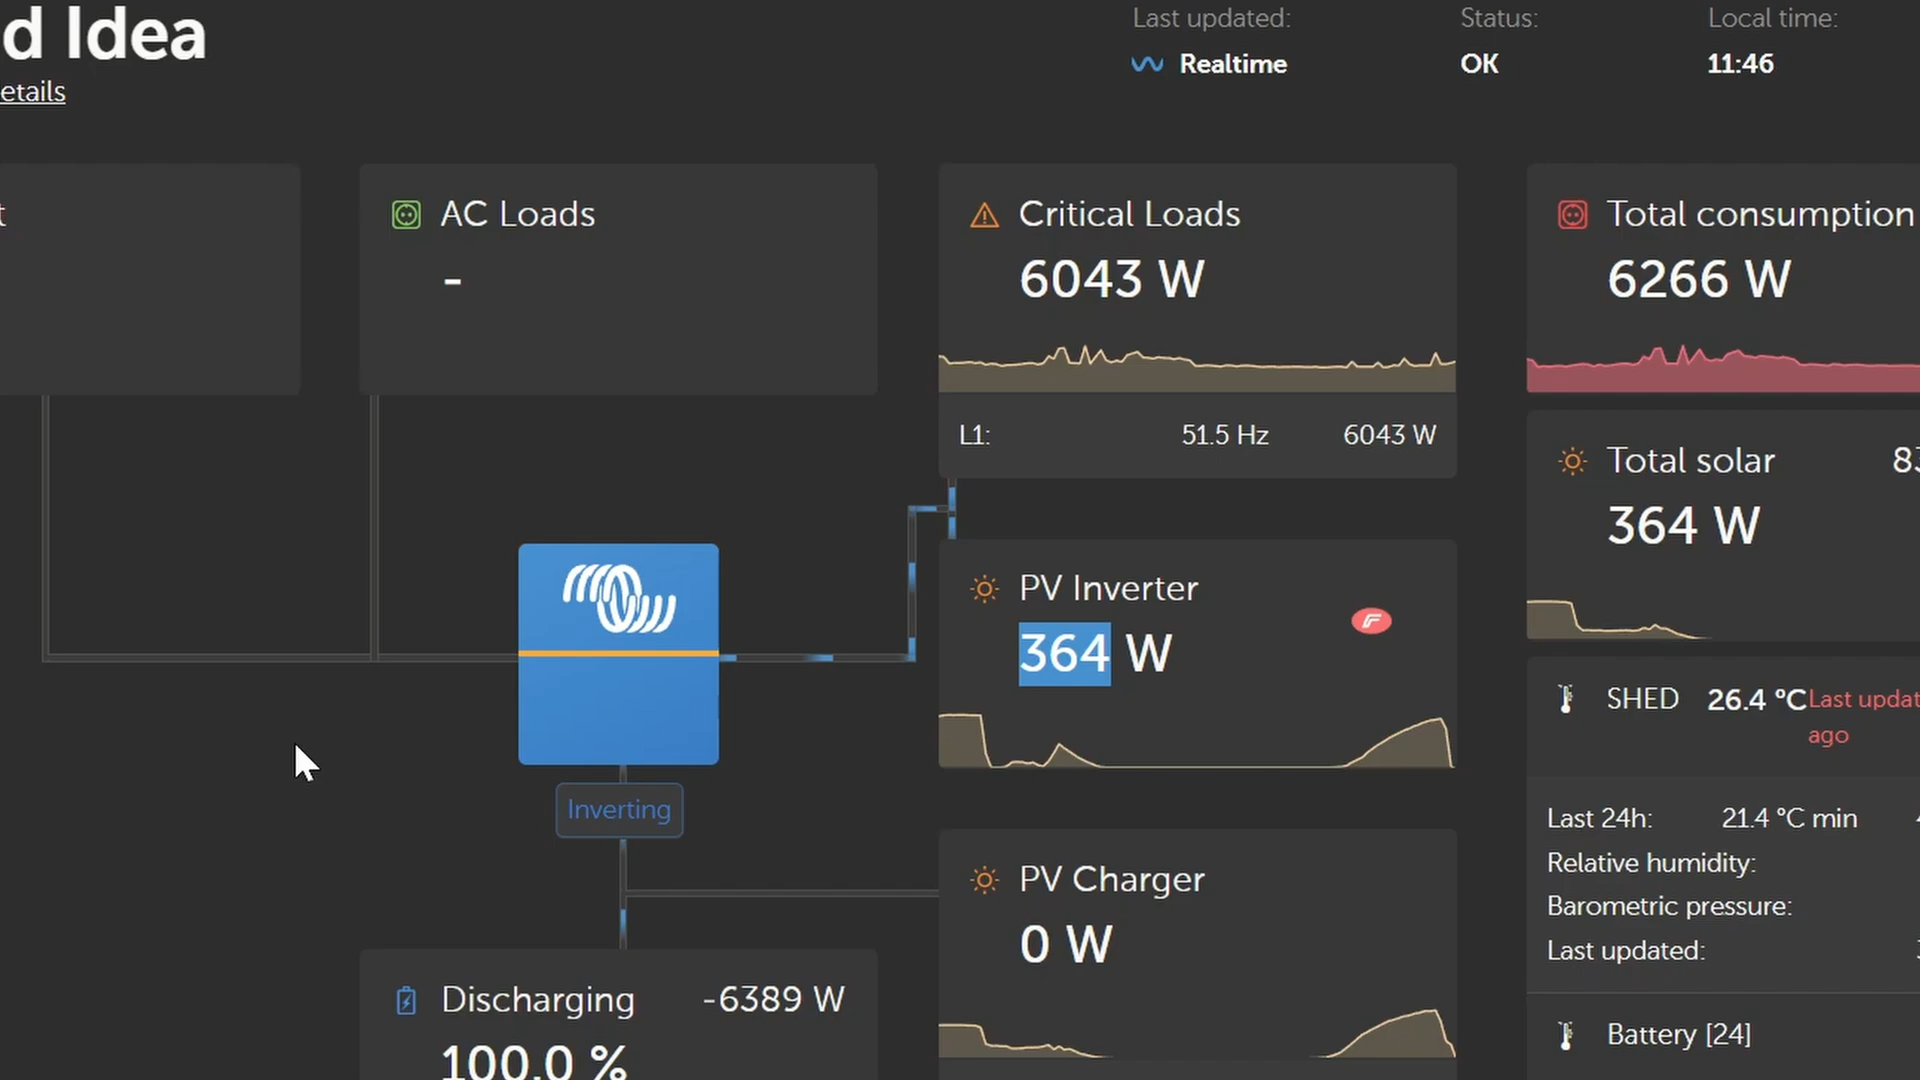 d Idea
etails
Last updated:
Realtime
Status:
OK
Local time:
11:46
t
AC Loads
-
Critical Loads
6043 W
L1: 51.5 Hz 6043 W
Total consumption
6266 W
Total solar 83
364 W
Inverting
PV Inverter
364 W
PV Charger
0 W
Discharging -6389 W
100.0 %
SHED 26.4 °C Last updat
ago
Last 24h: 21.4 °C min
Relative humidity:
Barometric pressure:
Last updated:
Battery [24]